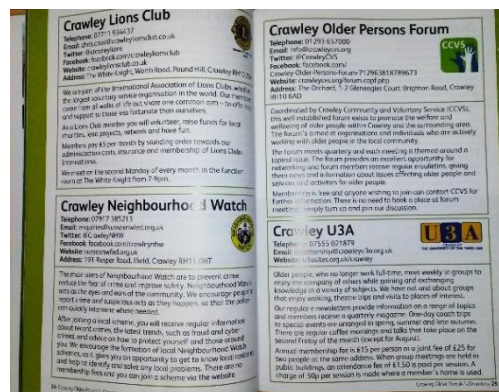 Crawley Lions Club
Telephone: 07711 934437
Email: chris.cook@crawleylionsclub.co.uk
Twitter: @crawleylions
Facebook: facebook.com/crawleylionsclub
Website: crawleylionsclub.co.uk
Address: The White Knight, Worth Road, Pound Hill, Crawley RH10
We are part of the International Association of Lions Clubs, which is
the largest voluntary service organisation in the world. Our members
come from all walks of life but share one common aim – to offer
and support to those less fortunate than ourselves.
As a Lions Club member you will volunteer, raise funds for local
charities, lead projects, network and have fun.
Members pay £5 per month by standing order towards our
administration costs, insurance and membership of Lions Clubs
International.
We meet on the second Monday of every month in the function
room at The White Knight from 7-9pm.
Crawley Neighbourhood Watch
Telephone: 07917 385213
Email: enquiries@sussexnwfed.org.uk
Twitter: @CrawleyNHW
Facebook: facebook.com/crawleynhw
Website: sussexnwfed.org.uk
Address: 191 Rusper Road, Ifield, Crawley RH11 0HT
The main aims of Neighbourhood Watch are to prevent crime,
reduce the fear of crime and improve safety. Neighbourhood Watch
acts as the eyes and ears of the community. We encourage people to
report crime and suspicious acts as they happen, so that the police
can quickly intervene where needed.
After joining a local scheme, you will receive regular information
about recent crimes, the latest trends, such as fraud and cyber
crimes, and advice on how to protect yourself and those around
you. We encourage the formation of local Neighbourhood Watch
schemes, as it gives you an opportunity to get to know local residents
and help to identify and solve any local problems. There are no
membership fees and you can join a scheme via the website.
Crawley Older Persons Forum
Telephone: 01293 657000
Email: info@crawleycvs.org
Twitter: @CrawleyCVS
Facebook: facebook.com/
Crawley-Older-Persons-Forum-712963818789673
Website: crawleycvs.org/forum-copf.php
Address: The Orchard, 1-2 Gleneagles Court, Brighton Road, Crawley
RH10 6AD
CCVS
Coordinated by Crawley Community and Voluntary Service (CCVS),
this well established forum exists to promote the welfare and
wellbeing of older people within Crawley and the surrounding area.
The forum's aimed at organisations and individuals who are actively
working with older people in the local community.
The Forum meets quarterly and each meeting is themed around a
topical issue. The forum provides an excellent opportunity for
networking and forum members receive regular e-bulletins, giving
them news and information about issues affecting older people and
services and activities for older people.
Membership is free and anyone wishing to join can contact CCVS for
further information. There is no need to book a place at forum
meetings, simply turn up and join our discussion.
Crawley U3A
Telephone: 07555 021879
Email: membership@crawleyu3a.org.uk
Website: u3asites.org.uk/crawley
U3A
Older people, who no longer work full-time, meet weekly in groups to
enjoy the company of others while gaining and exchanging
knowledge in a variety of subjects. We have out and about groups
that enjoy walking, theatre trips and visits to places of interest.
Our regular e-newsletters provide information on a range of topics
and members receive a quarterly magazine. One-day coach trips
to special events are arranged in spring, summer and late autumn.
There are regular coffee mornings and talks that take place on the
second Friday of the month (except for August).
Annual membership fee is £15 per person or a joint fee of £25 for
two people at the same address. When group meetings are held in
public buildings, an attendance fee of £1.50 is paid per session. A
charge of 50p per session is made where a member's home is used.